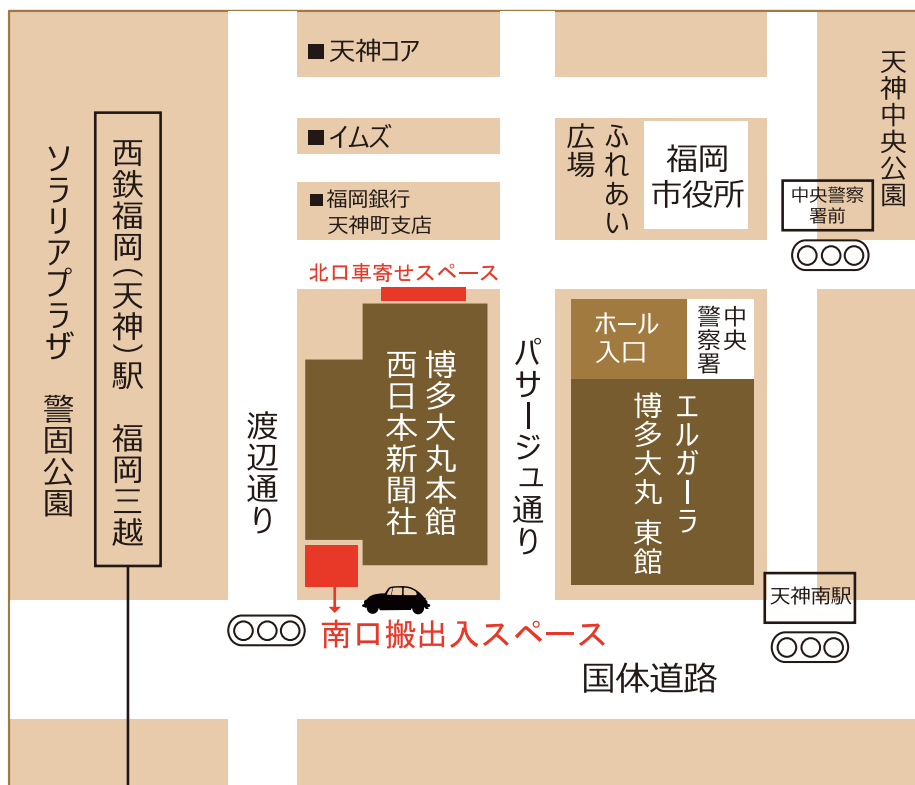 ■天神コア
■イムズ
■福岡銀行
天神町支店
北口車寄せスペース
ふれあい
広場
福岡
市役所
天神中央公園
中央警察
署前
西鉄福岡(天神)駅　福岡三越
ソラリアプラザ　警固公園
渡辺通り
博多大丸本館
西日本新聞社
パサージュ通り
ホール
入口
中央
警察署
エルガーラ
博多大丸 東館
天神南駅
南口搬出入スペース
国体道路